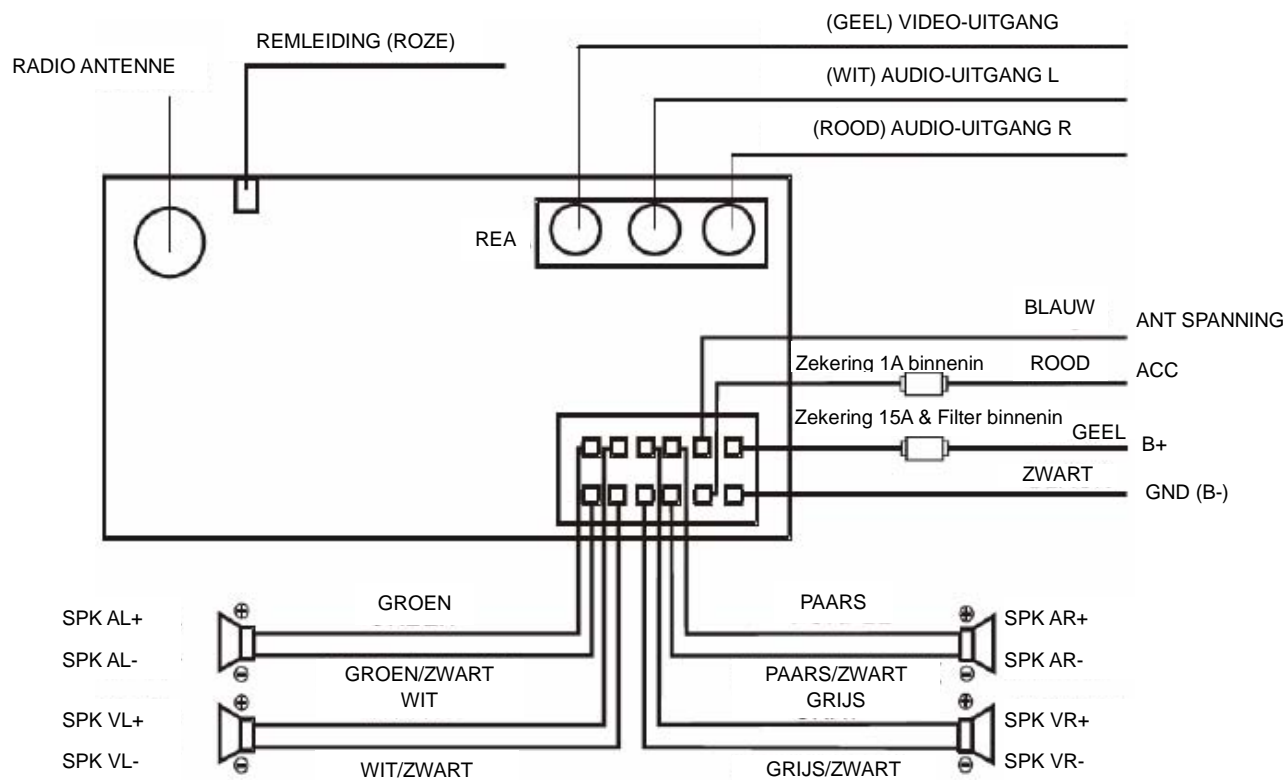 (GEEL) VIDEO-UITGANG
REMLEIDING (ROZE)
RADIO ANTENNE
(WIT) AUDIO-UITGANG L
(ROOD) AUDIO-UITGANG R
REA
BLAUW
ANT SPANNING
Zekering 1A binnenin
ROOD
ACC
Zekering 15A & Filter binnenin
GEEL
B+
ZWART
GND (B-)
GROEN
PAARS
SPK AL+
SPK AR+
SPK AL-
SPK AR-
GROEN/ZWART
PAARS/ZWART
WIT
GRIJS
SPK VL+
SPK VR+
SPK VL-
SPK VR-
WIT/ZWART
GRIJS/ZWART